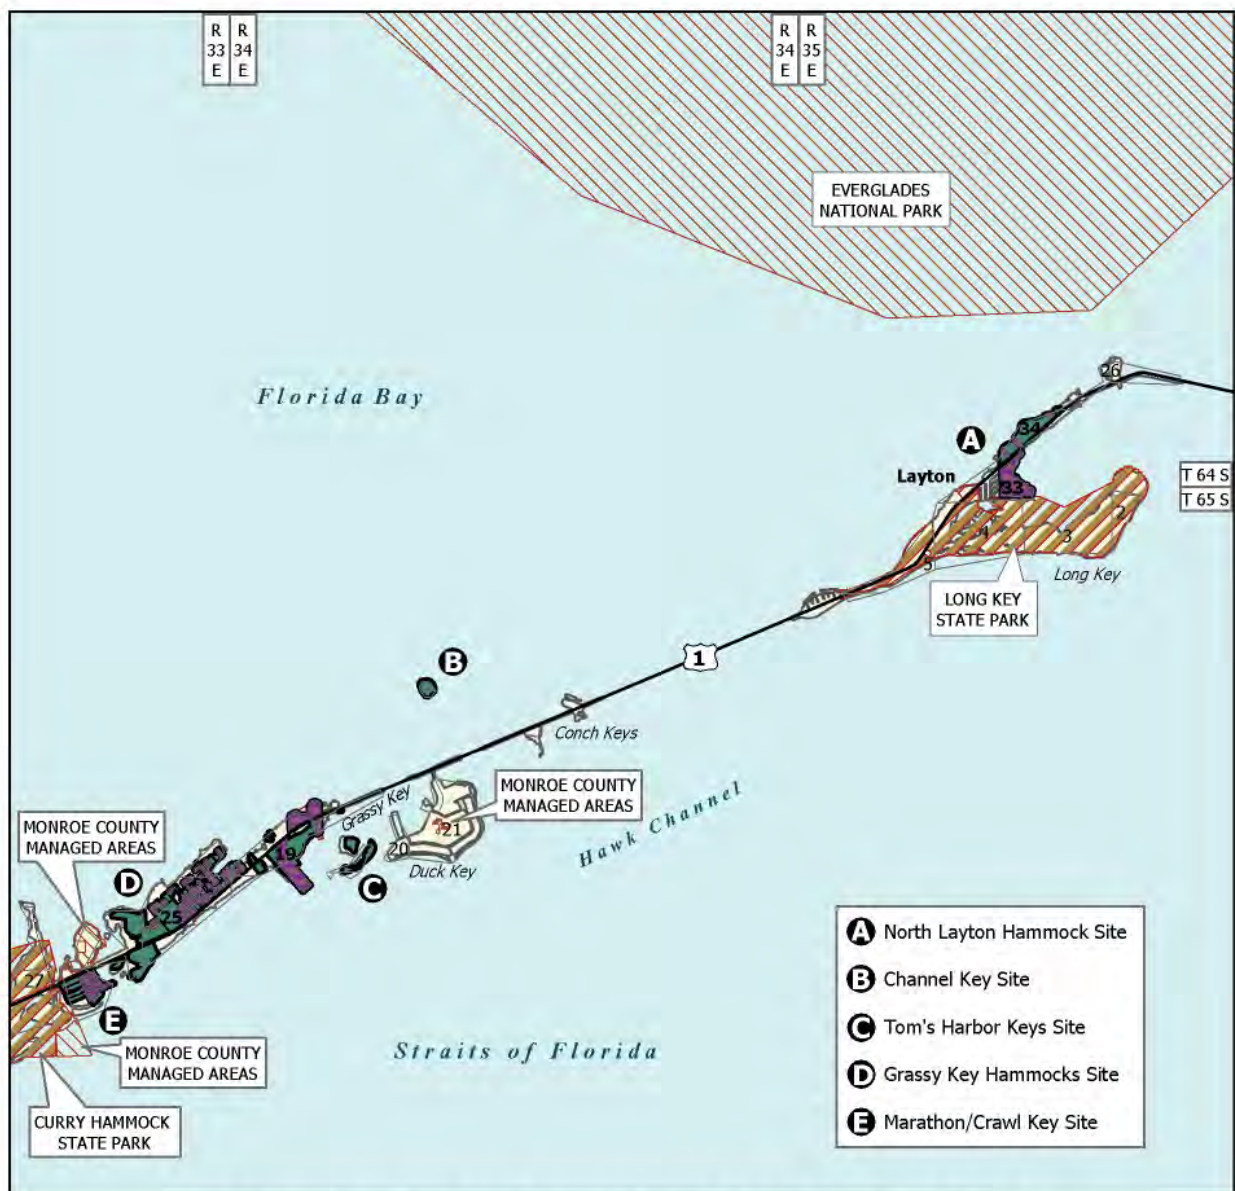 R
33
E
R
34
E
R
34
E
R
35
E
EVERGLADES
NATIONAL PARK
Florida Bay
26
34
A
Layton
33
T 64 S
T 65 S
2
4
3
5
Long Key
LONG KEY
STATE PARK
1
B
Conch Keys
MONROE COUNTY
MANAGED AREAS
Grassy Key
Hawk Channel
MONROE COUNTY
MANAGED AREAS
21
20
19
Duck Key
D
C
25
27
E
MONROE COUNTY
MANAGED AREAS
Straits of Florida
CURRY HAMMOCK
STATE PARK
A North Layton Hammock Site
B Channel Key Site
C Tom's Harbor Keys Site
D Grassy Key Hammocks Site
E Marathon/Crawl Key Site